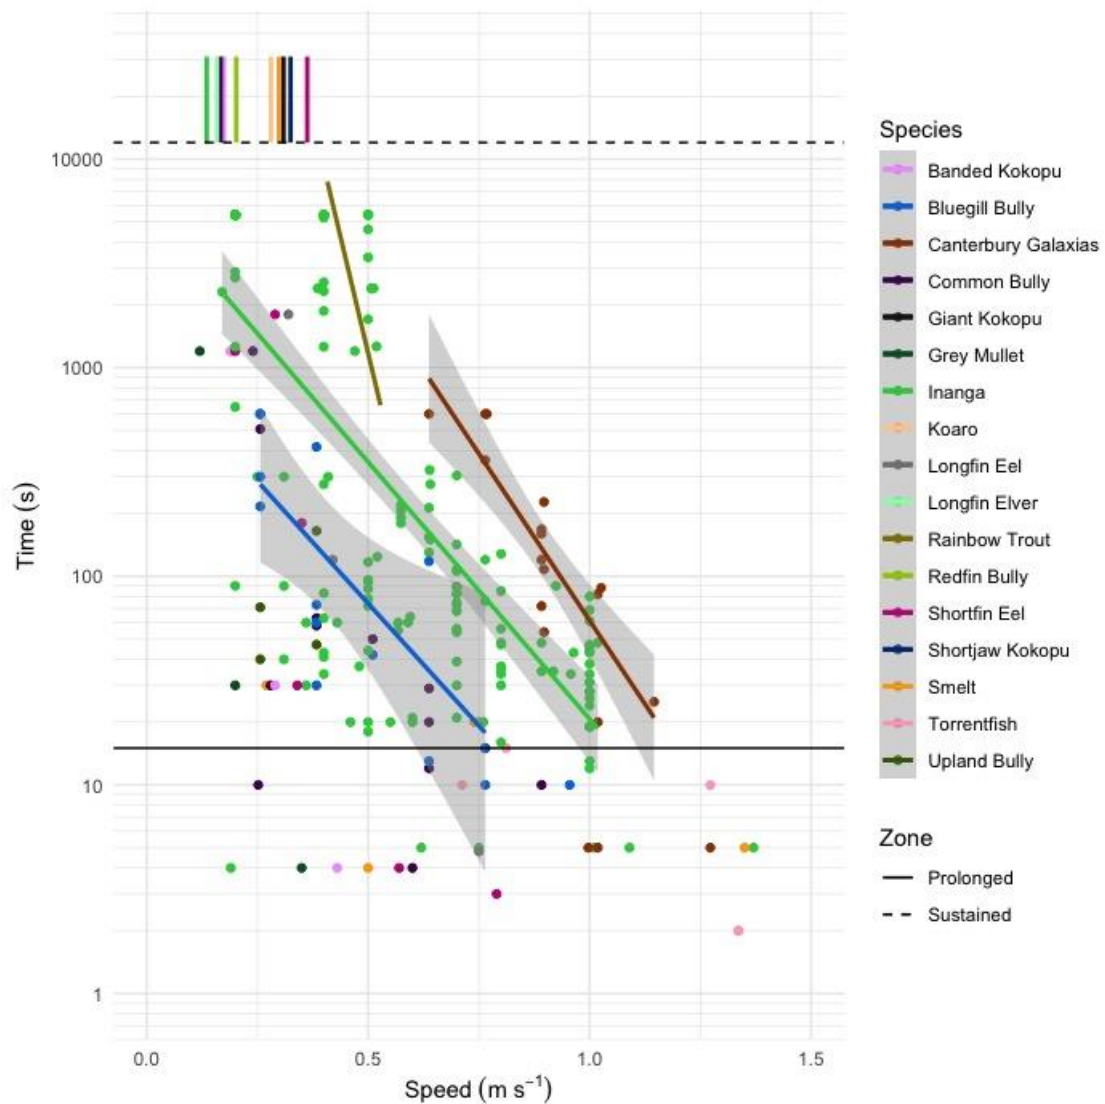 10000
1000
100
10
1
Time (s)
0.0
0.5
1.0
1.5
Speed (m s⁻¹)
Species
Banded Kokopu
Bluegill Bully
Canterbury Galaxias
Common Bully
Giant Kokopu
Grey Mullet
Inanga
Koaro
Longfin Eel
Longfin Elver
Rainbow Trout
Redfin Bully
Shortfin Eel
Shortjaw Kokopu
Smelt
Torrentfish
Upland Bully
Zone
Prolonged
Sustained